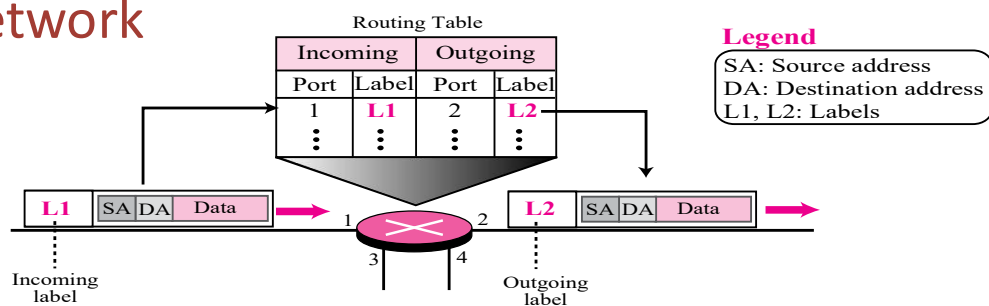 etwork
Routing Table
Incoming Outgoing
Port Label Port Label
1 L1 2 L2
Legend
SA: Source address
DA: Destination address
L1, L2: Labels
L1 SA DA Data
1 2
3 4
L2 SA DA Data
Incoming
label
Outgoing
label